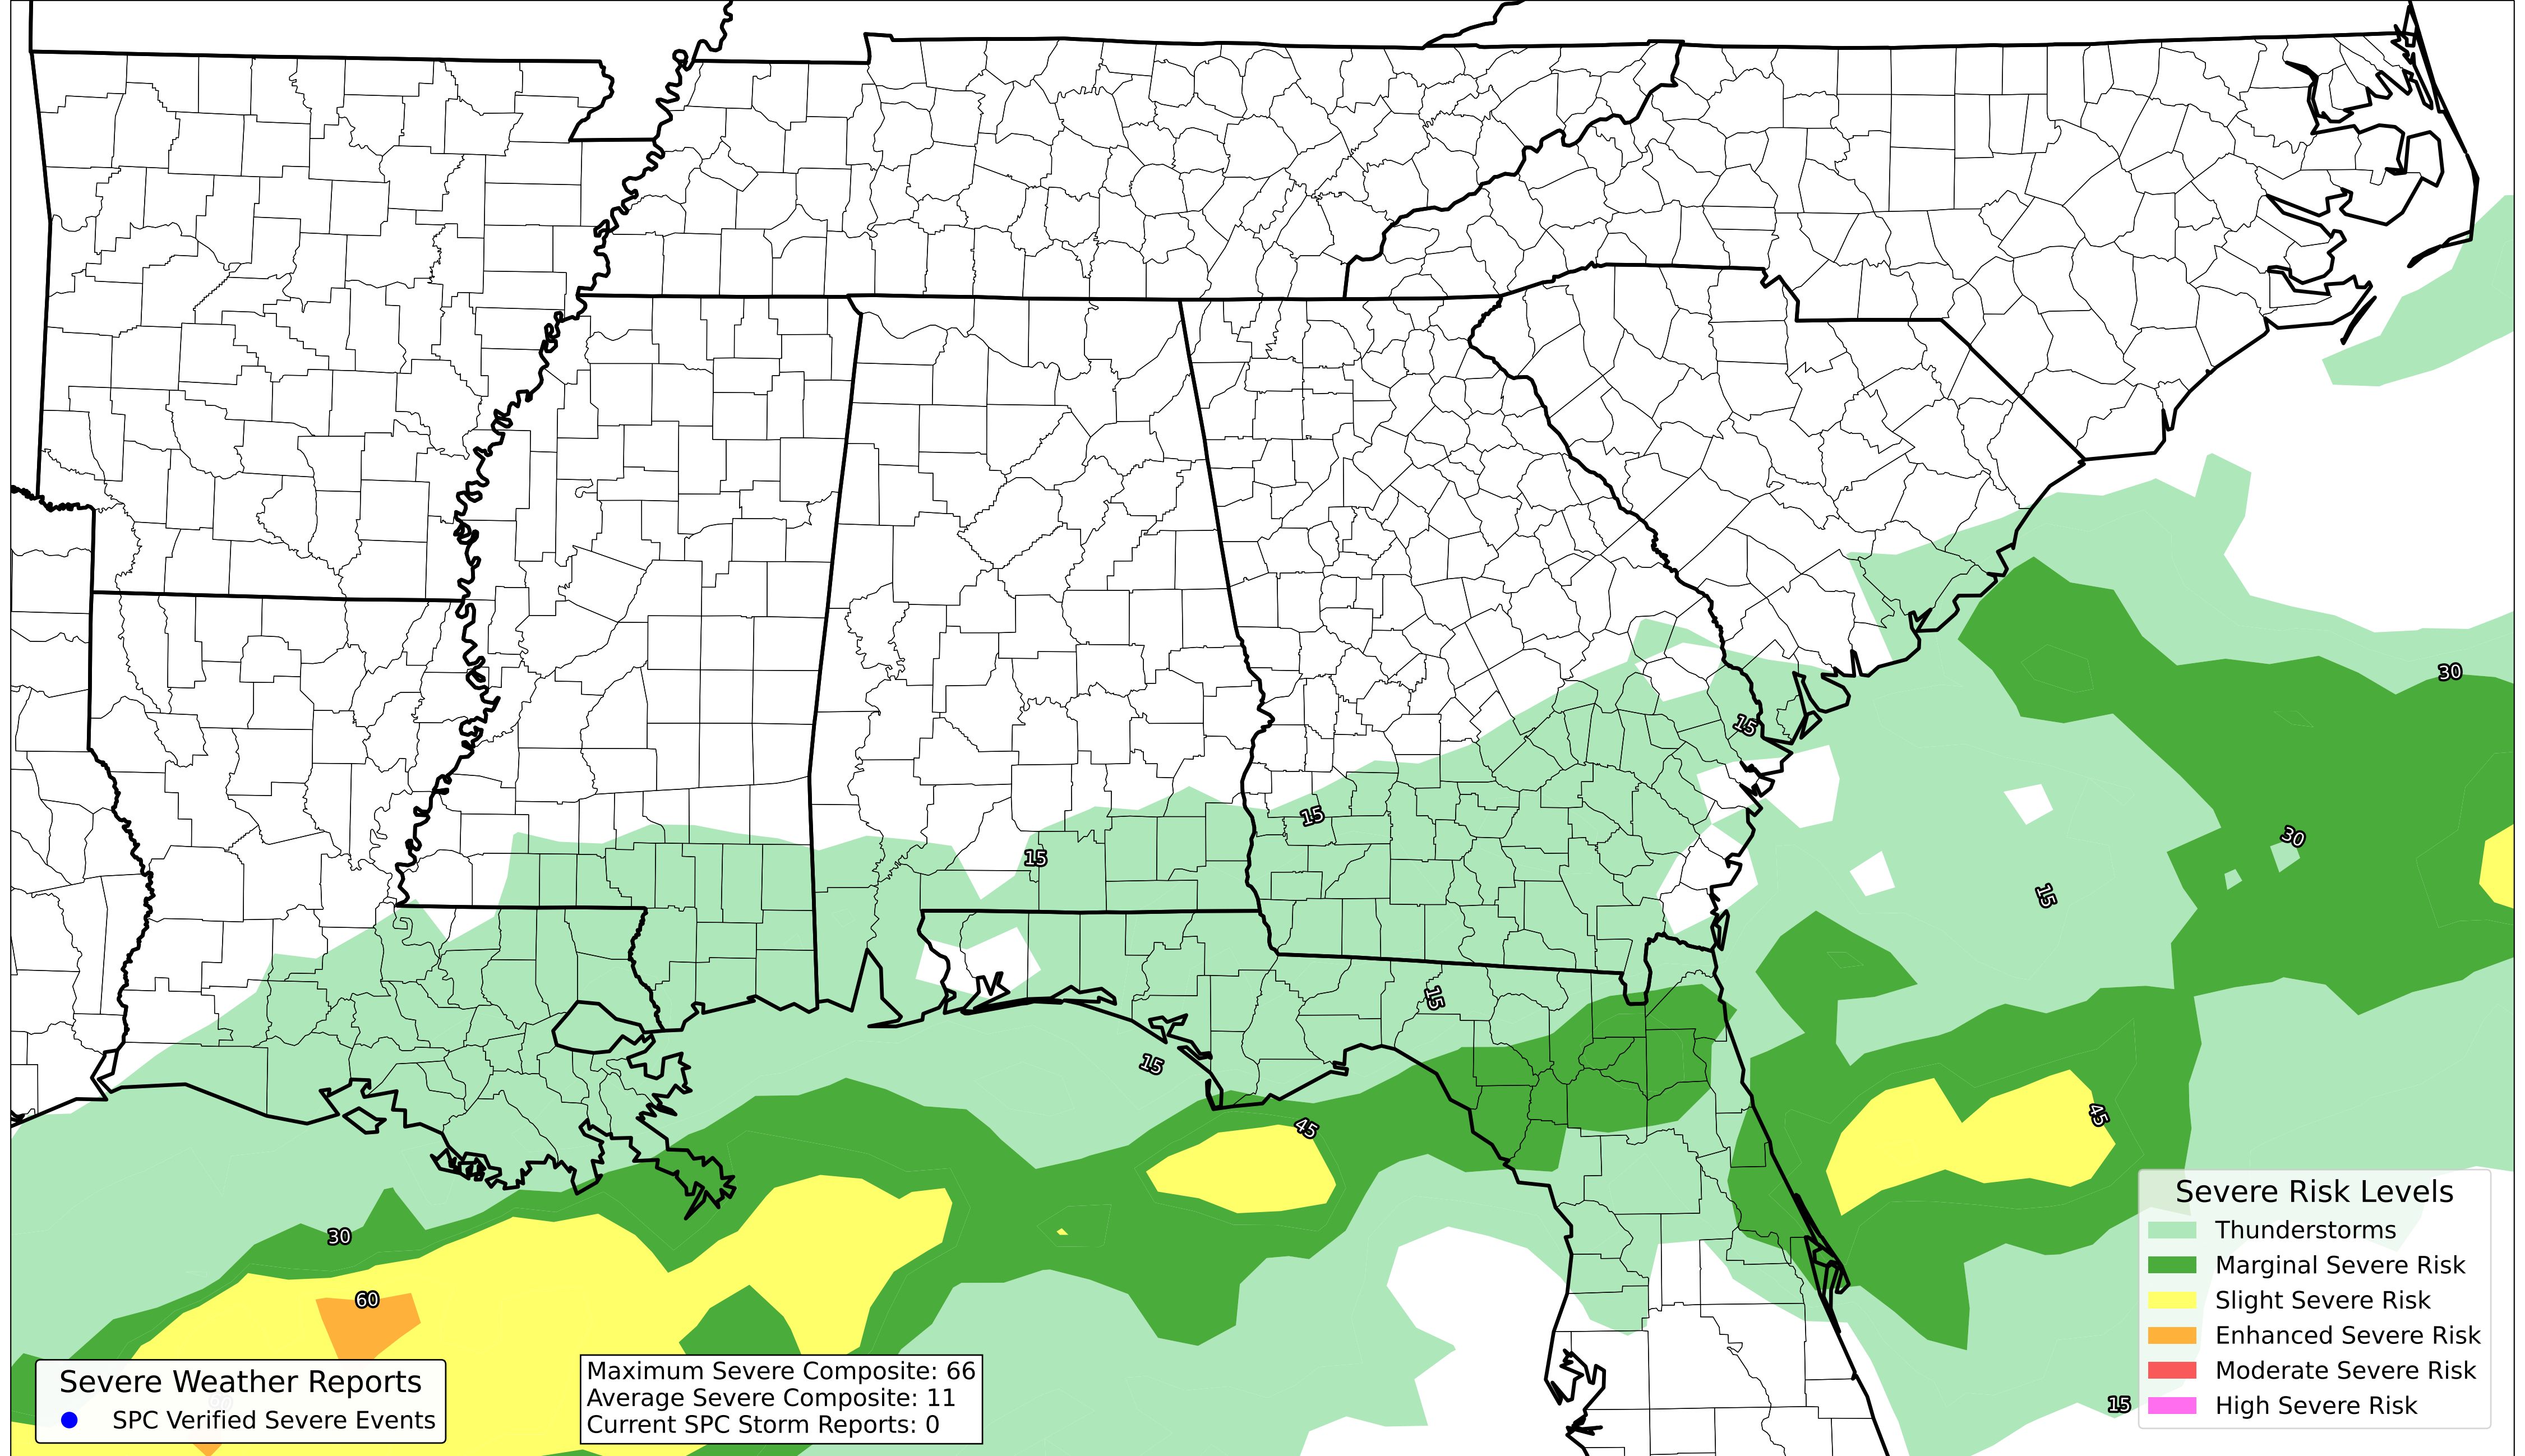 30
15
30
15
15
15
15
15
45
45
30
60
Severe Risk Levels
Thunderstorms
Marginal Severe Risk
Slight Severe Risk
Enhanced Severe Risk
Moderate Severe Risk
High Severe Risk
15
Severe Weather Reports
SPC Verified Severe Events
Maximum Severe Composite: 66
Average Severe Composite: 11
Current SPC Storm Reports: 0